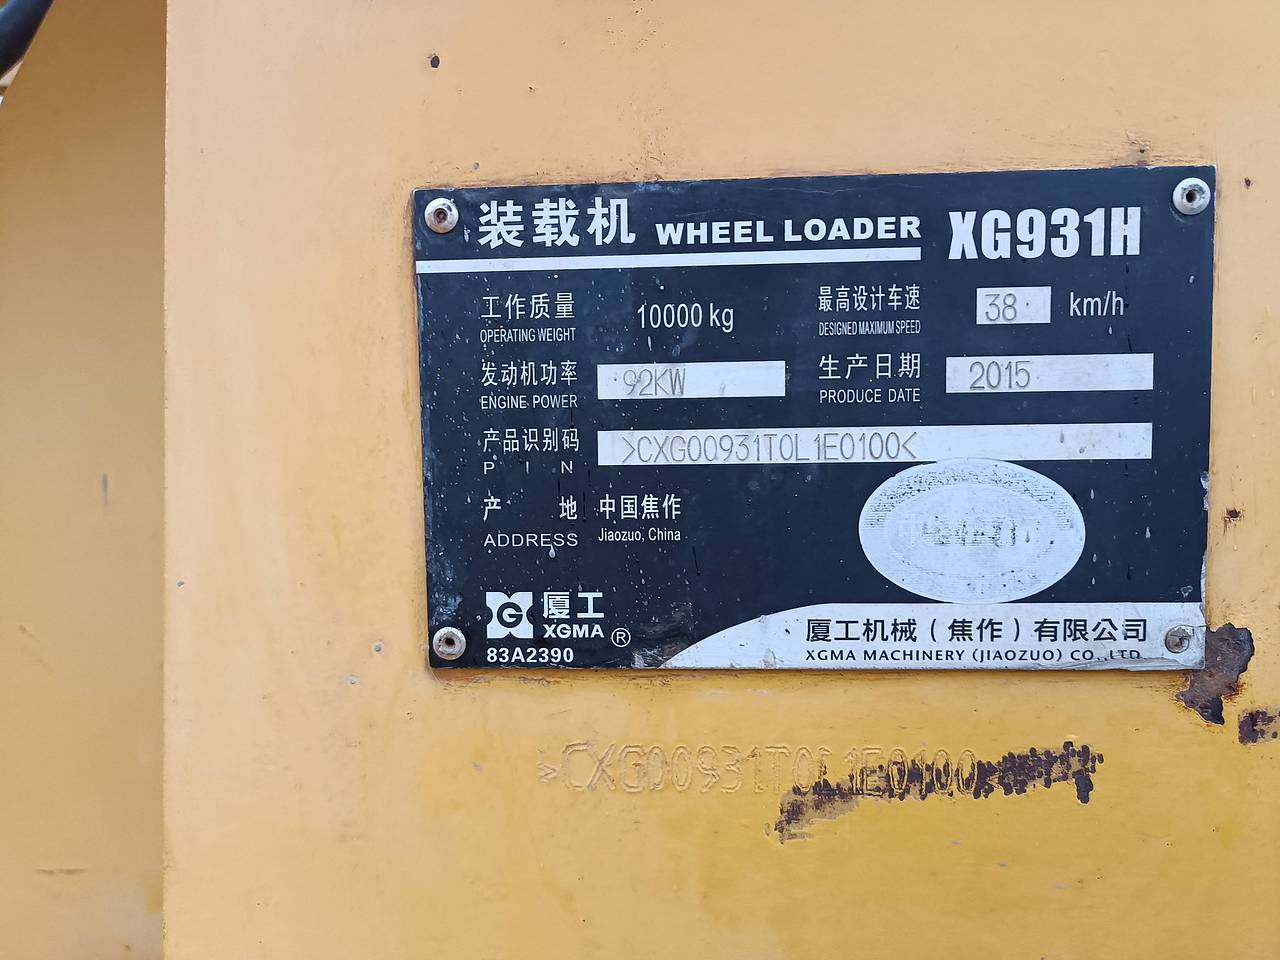 装载机 WHEEL LOADER XG931H
工作质量 10000 kg 最高设计车速 38 km/h
OPERATING WEIGHT DESIGNED MAXIMUM SPEED
发动机功率 92KW 生产日期 2015
ENGINE POWER PRODUCE DATE
产品识别码 >CXG00931T0L1E0100<
PIN
产地 中国焦作
ADDRESS Jiaozuo, China
XG 厦工
XGMA ®
83A2390
厦工机械(焦作)有限公司
XGMA MACHINERY (JIAOZUO) CO., LTD.
>CXG00931T0L1E0100<